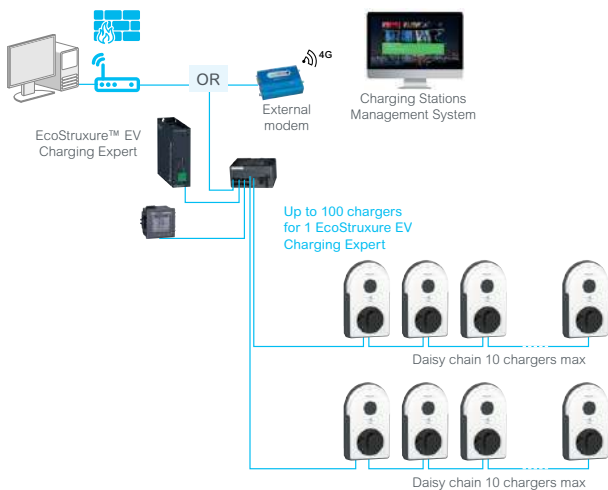 4G
OR
External
modem
Charging Stations
Management System
EcoStruxure™ EV
Charging Expert
Up to 100 chargers
for 1 EcoStruxure EV
Charging Expert
Daisy chain 10 chargers max
Daisy chain 10 chargers max